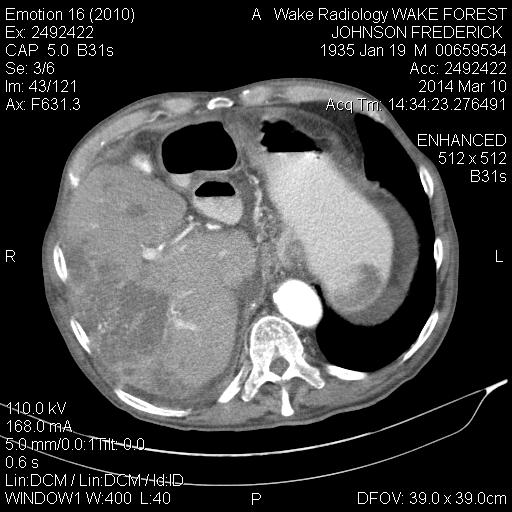 Emotion 16 (2010)
Ex: 2492422
CAP 5.0 B31s
Se: 3/6
Im: 43/121
Ax: F631.3
A
Wake Radiology WAKE FOREST
JOHNSON FREDERICK
1935 Jan 19 M 00659534
Acc: 2492422
2014 Mar 10
Acq Tm: 14:34:23.276491
ENHANCED
512 x 512
B31s
R
L
110.0 kV
168.0 mA
5.0 mm/0.0:1 Tilt: 0.0
0.6 s
Lin:DCM / Lin:DCM / Id:ID
WINDOW1 W:400 L:40
P
DFOV: 39.0 x 39.0cm